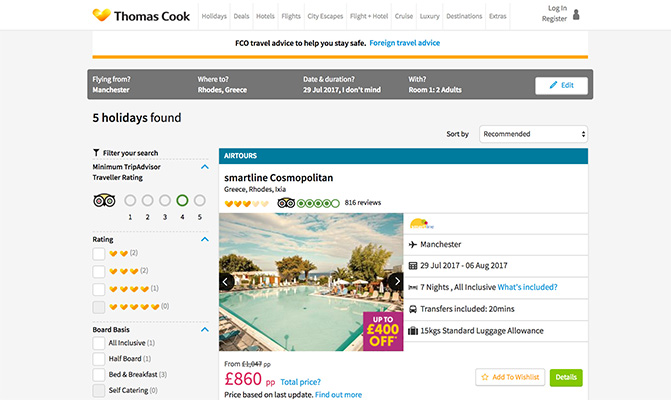 Thomas Cook
Holidays Deals Hotels Flights City Escapes Flight + Hotel Cruise Luxury Destinations Extras
Log In
Register
FCO travel advice to help you stay safe. Foreign travel advice
Flying from? Where to? Date & duration? With?
Manchester Rhodes, Greece 29 Jul 2017, I don't mind Room 1: 2 Adults
Edit
5 holidays found
Sort by Recommended
Filter your search
Minimum TripAdvisor
Traveller Rating
1 2 3 4 5
Rating
(2)
(2)
(1)
(0)
Board Basis
All Inclusive (1)
Half Board (1)
Bed & Breakfast (3)
Self Catering (0)
AIRTOURS
smartline Cosmopolitan
Greece, Rhodes, Ixia
816 reviews
UP TO
£400
OFF*
Manchester
29 Jul 2017 - 06 Aug 2017
7 Nights , All Inclusive What's included?
Transfers included: 20mins
15kgs Standard Luggage Allowance
From £1,047 pp
£860 pp Total price?
Price based on last update. Find out more
Add To Wishlist
Details